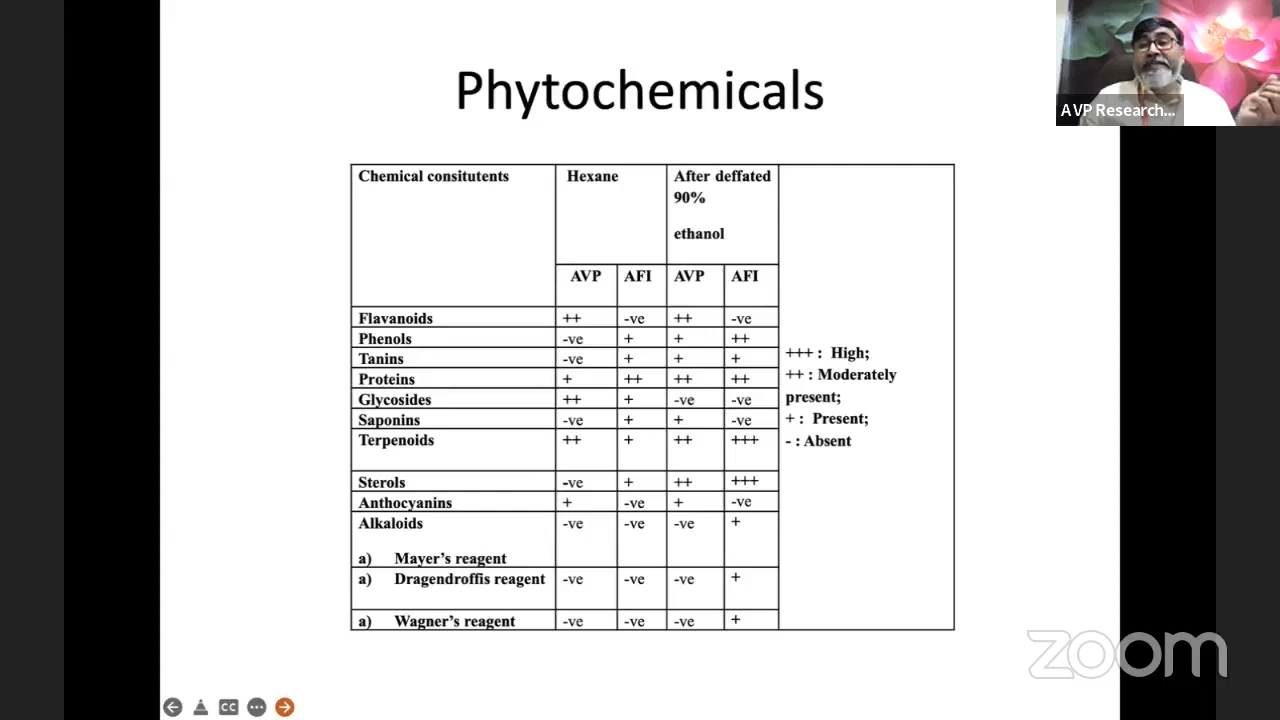 Phytochemicals
AVP Research...
Chemical consitutents Hexane After deffated
90%
ethanol
AVP AFI AVP AFI
Flavanoids ++ -ve ++ -ve
Phenols -ve + + ++
Tanins -ve + + +
Proteins + ++ ++ ++
Glycosides ++ + -ve -ve
Saponins -ve + + -ve
Terpenoids ++ + ++ +++
Sterols -ve + ++ +++
Anthocyanins + -ve + -ve
Alkaloids -ve -ve -ve +
a) Mayer’s reagent
a) Dragendroffis reagent -ve -ve -ve +
a) Wagner’s reagent -ve -ve -ve +
+++ : High;
++ : Moderately
present;
+ : Present;
- : Absent
CC
zoom